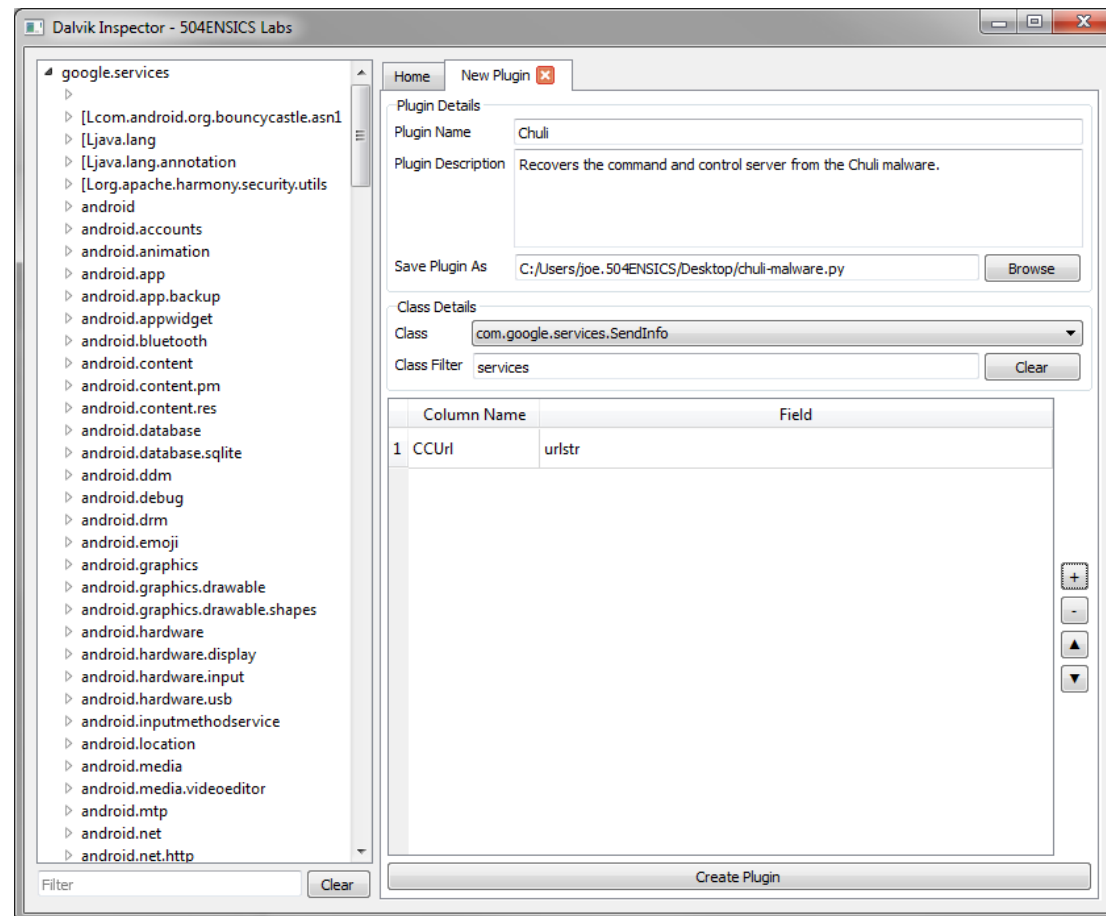 Dalvik Inspector - 504ENSICS Labs
google.services
[Lcom.android.org.bouncycastle.asn1
[Ljava.lang
[Ljava.lang.annotation
[Lorg.apache.harmony.security.utils
android
android.accounts
android.animation
android.app
android.app.backup
android.appwidget
android.bluetooth
android.content
android.content.pm
android.content.res
android.database
android.database.sqlite
android.ddm
android.debug
android.drm
android.emoji
android.graphics
android.graphics.drawable
android.graphics.drawable.shapes
android.hardware
android.hardware.display
android.hardware.input
android.hardware.usb
android.inputmethodservice
android.location
android.media
android.media.videoeditor
android.mtp
android.net
android.net.http
Filter Clear
Home New Plugin
Plugin Details
Plugin Name Chuli
Plugin Description Recovers the command and control server from the Chuli malware.
Save Plugin As C:/Users/joe.504ENSICS/Desktop/chuli-malware.py Browse
Class Details
Class com.google.services.SendInfo
Class Filter services Clear
Column Name Field
1 CCUrl urlstr
+
-
▲
▼
Create Plugin